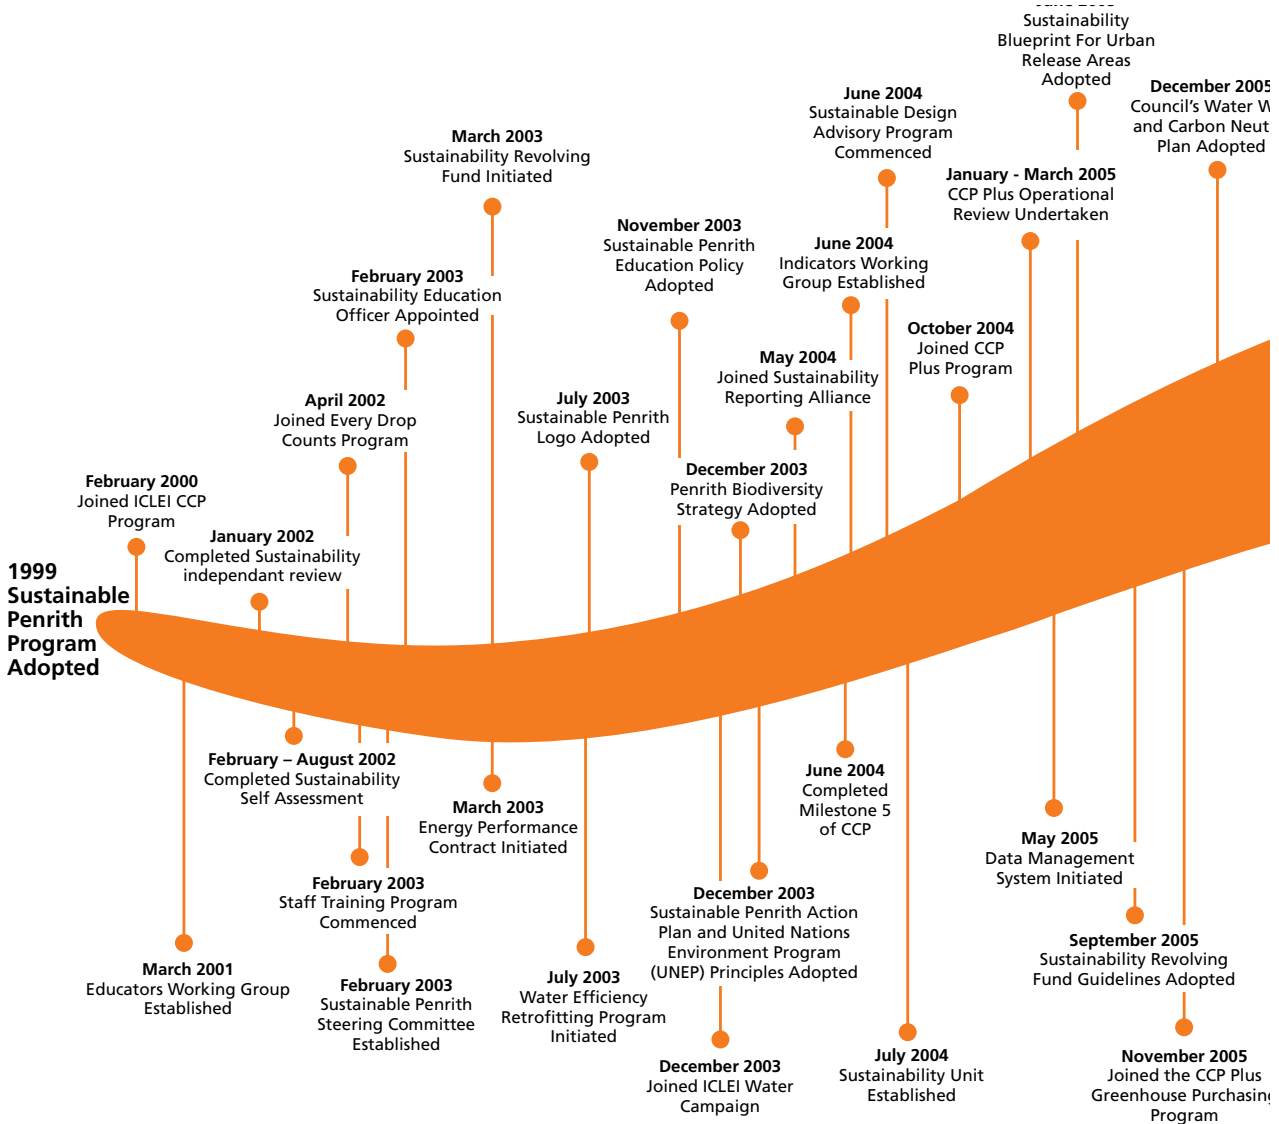 1999
Sustainable
Penrith
Program
Adopted
February 2000
Joined ICLEI CCP
Program
March 2001
Educators Working Group
Established
January 2002
Completed Sustainability
independant review
February – August 2002
Completed Sustainability
Self Assessment
April 2002
Joined Every Drop
Counts Program
February 2003
Sustainability Education
Officer Appointed
February 2003
Staff Training Program
Commenced
February 2003
Sustainable Penrith
Steering Committee
Established
March 2003
Sustainability Revolving
Fund Initiated
March 2003
Energy Performance
Contract Initiated
July 2003
Sustainable Penrith
Logo Adopted
July 2003
Water Efficiency
Retrofitting Program
Initiated
November 2003
Sustainable Penrith
Education Policy
Adopted
December 2003
Penrith Biodiversity
Strategy Adopted
December 2003
Sustainable Penrith Action
Plan and United Nations
Environment Program
(UNEP) Principles Adopted
December 2003
Joined ICLEI Water
Campaign
May 2004
Joined Sustainability
Reporting Alliance
June 2004
Indicators Working
Group Established
June 2004
Sustainable Design
Advisory Program
Commenced
June 2004
Completed
Milestone 5
of CCP
July 2004
Sustainability Unit
Established
October 2004
Joined CCP
Plus Program
January - March 2005
CCP Plus Operational
Review Undertaken
May 2005
Data Management
System Initiated
Sustainability
Blueprint For Urban
Release Areas
Adopted
September 2005
Sustainability Revolving
Fund Guidelines Adopted
November 2005
Joined the CCP Plus
Greenhouse Purchasing
Program
December 2005
Council's Water
and Carbon
Plan Adopted